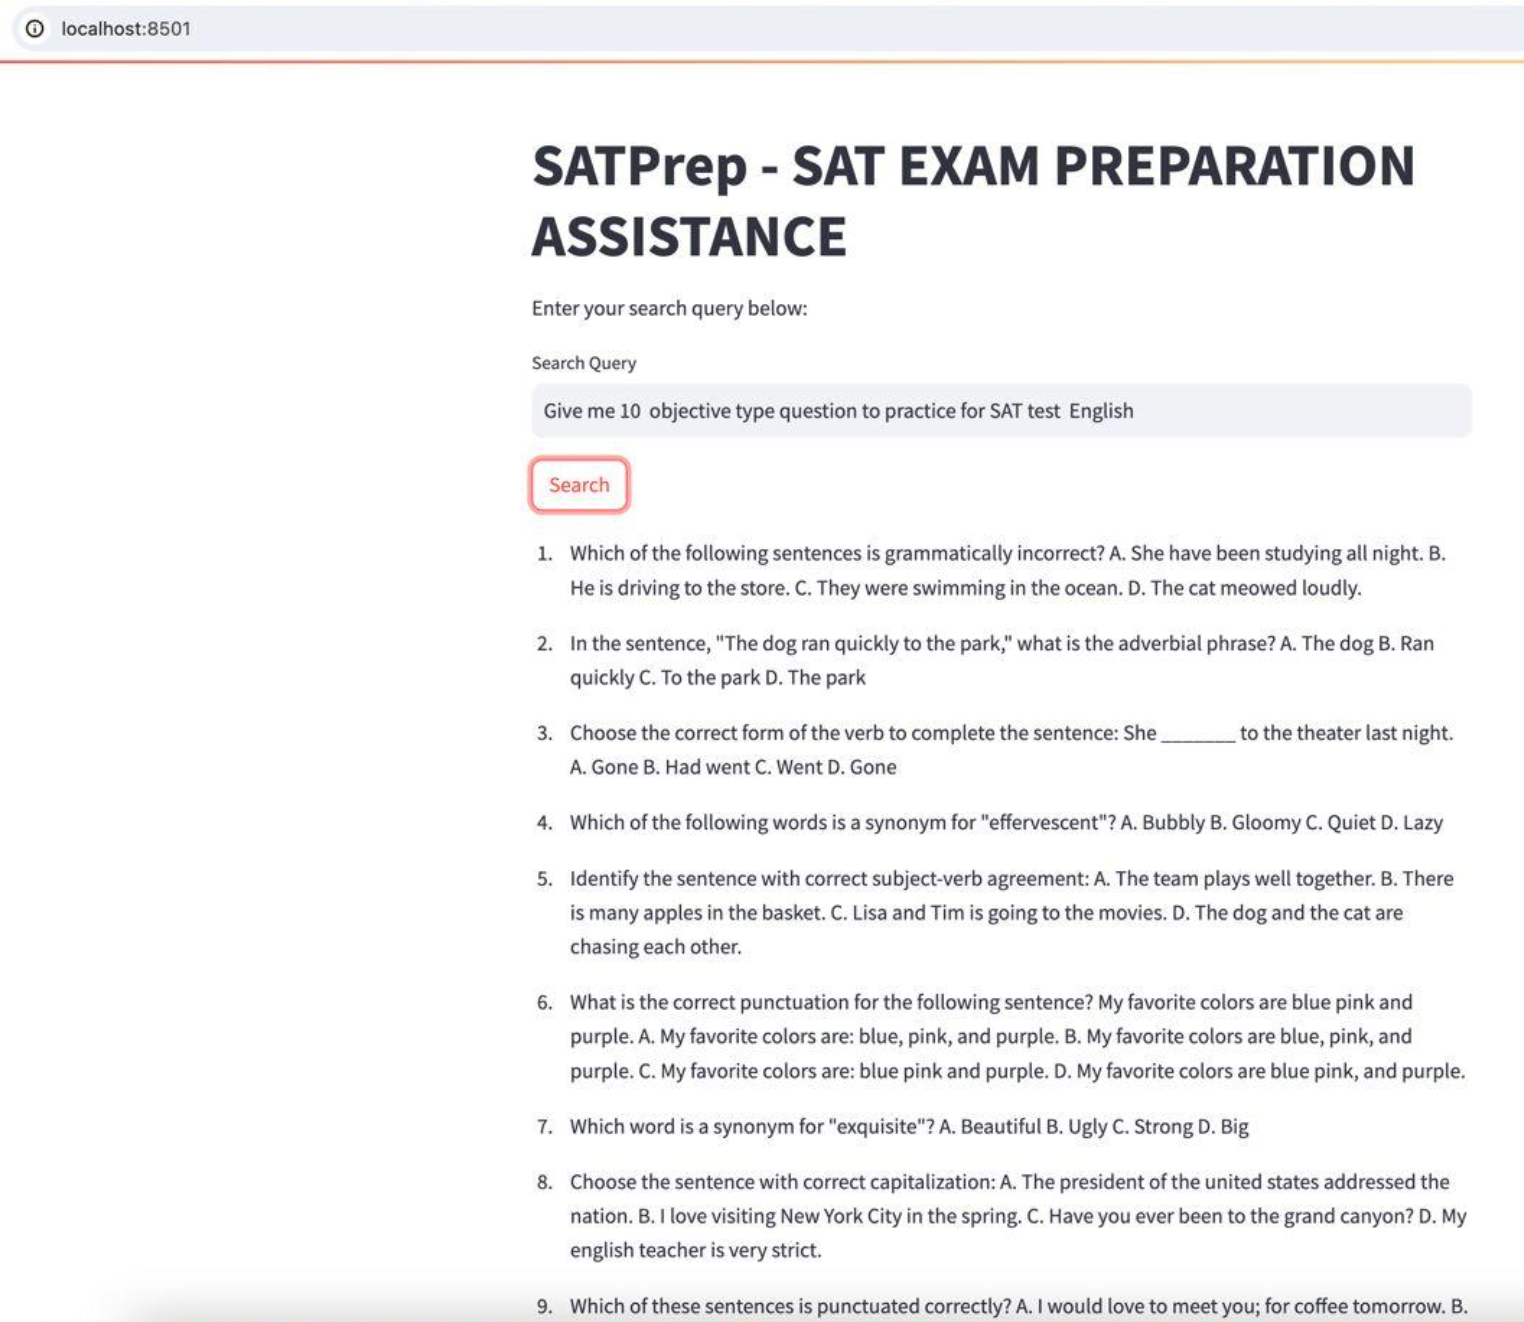 localhost:8501
SATPrep - SAT EXAM PREPARATION
ASSISTANCE
Enter your search query below:
Search Query
Give me 10  objective type question to practice for SAT test  English
Search
1. Which of the following sentences is grammatically incorrect? A. She have been studying all night. B.
He is driving to the store. C. They were swimming in the ocean. D. The cat meowed loudly.
2. In the sentence, "The dog ran quickly to the park," what is the adverbial phrase? A. The dog B. Ran
quickly C. To the park D. The park
3. Choose the correct form of the verb to complete the sentence: She _______ to the theater last night.
A. Gone B. Had went C. Went D. Gone
4. Which of the following words is a synonym for "effervescent"? A. Bubbly B. Gloomy C. Quiet D. Lazy
5. Identify the sentence with correct subject-verb agreement: A. The team plays well together. B. There
is many apples in the basket. C. Lisa and Tim is going to the movies. D. The dog and the cat are
chasing each other.
6. What is the correct punctuation for the following sentence? My favorite colors are blue pink and
purple. A. My favorite colors are: blue, pink, and purple. B. My favorite colors are blue, pink, and
purple. C. My favorite colors are: blue pink and purple. D. My favorite colors are blue pink, and purple.
7. Which word is a synonym for "exquisite"? A. Beautiful B. Ugly C. Strong D. Big
8. Choose the sentence with correct capitalization: A. The president of the united states addressed the
nation. B. I love visiting New York City in the spring. C. Have you ever been to the grand canyon? D. My
english teacher is very strict.
9. Which of these sentences is punctuated correctly? A. I would love to meet you; for coffee tomorrow. B.